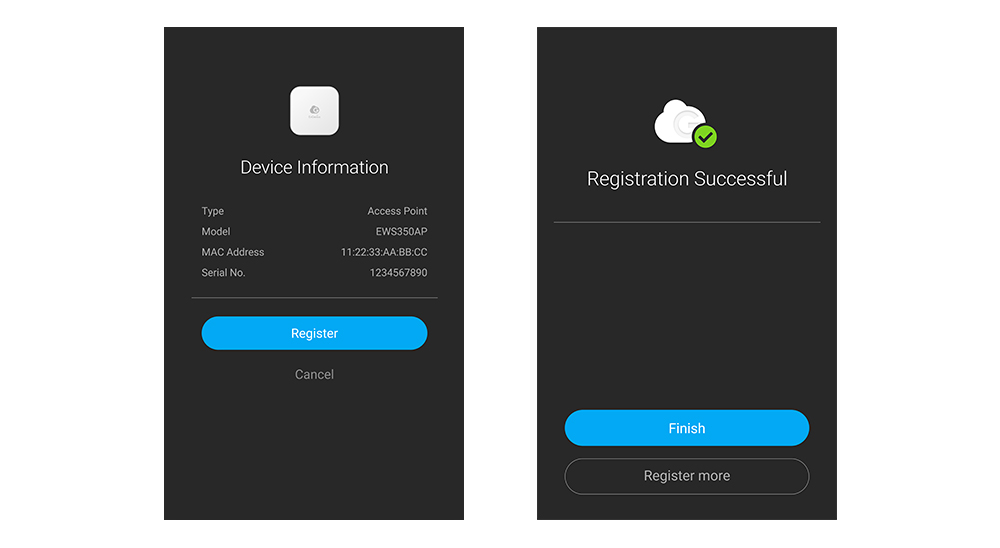 Device Information
Type Access Point
Model EWS350AP
MAC Address 11:22:33:AA:BB:CC
Serial No. 1234567890
Register
Cancel
Registration Successful
Finish
Register more